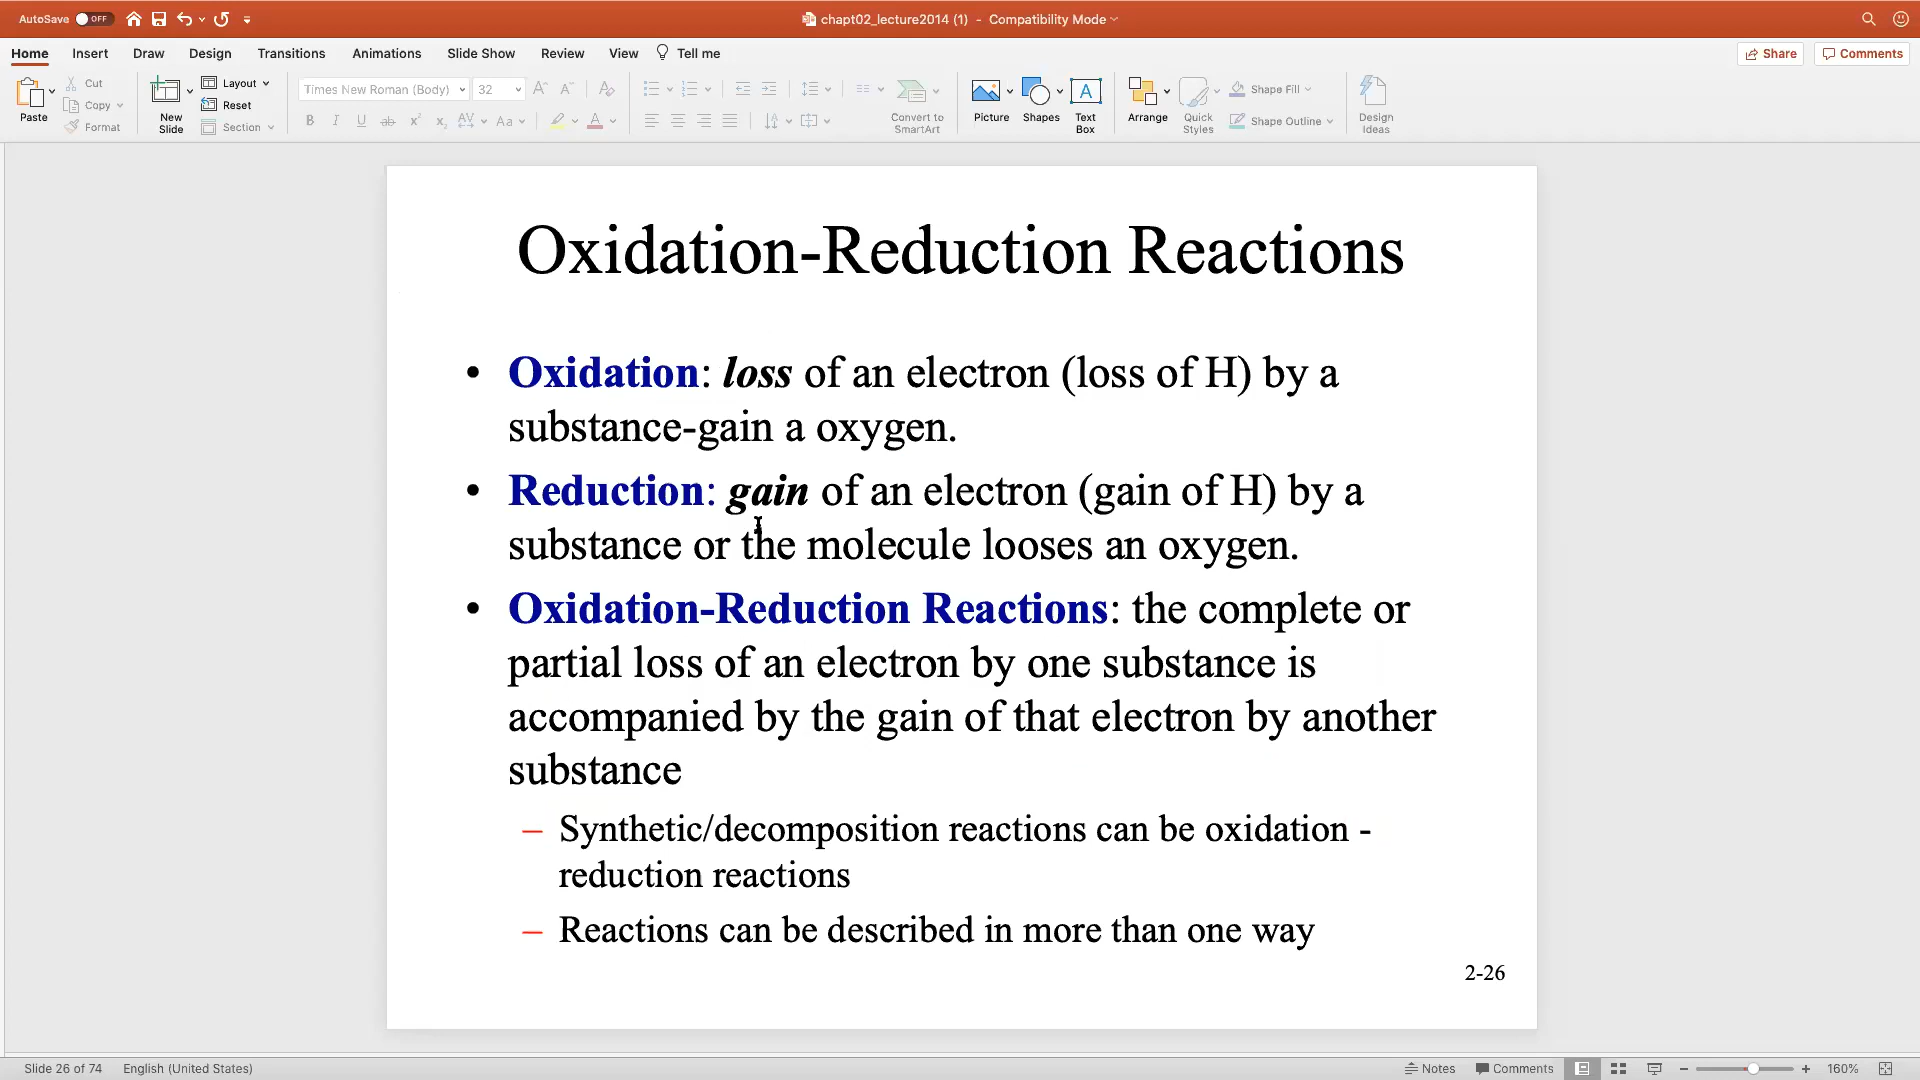 AutoSave OFF
chapt02_lecture2014 (1) - Compatibility Mode
Home Insert Draw Design Transitions Animations Slide Show Review View Tell me
Share Comments
Paste
Cut
Copy
Format
New Slide
Layout
Reset
Section
Times New Roman (Body) 32
Convert to SmartArt
Picture
Shapes
Text Box
Arrange
Quick Styles
Shape Fill
Shape Outline
Design Ideas
Oxidation-Reduction Reactions
• Oxidation: loss of an electron (loss of H) by a
substance-gain a oxygen.
• Reduction: gain of an electron (gain of H) by a
substance or the molecule looses an oxygen.
• Oxidation-Reduction Reactions: the complete or
partial loss of an electron by one substance is
accompanied by the gain of that electron by another
substance
– Synthetic/decomposition reactions can be oxidation -
reduction reactions
– Reactions can be described in more than one way
2-26
Slide 26 of 74 English (United States)
Notes Comments 160%